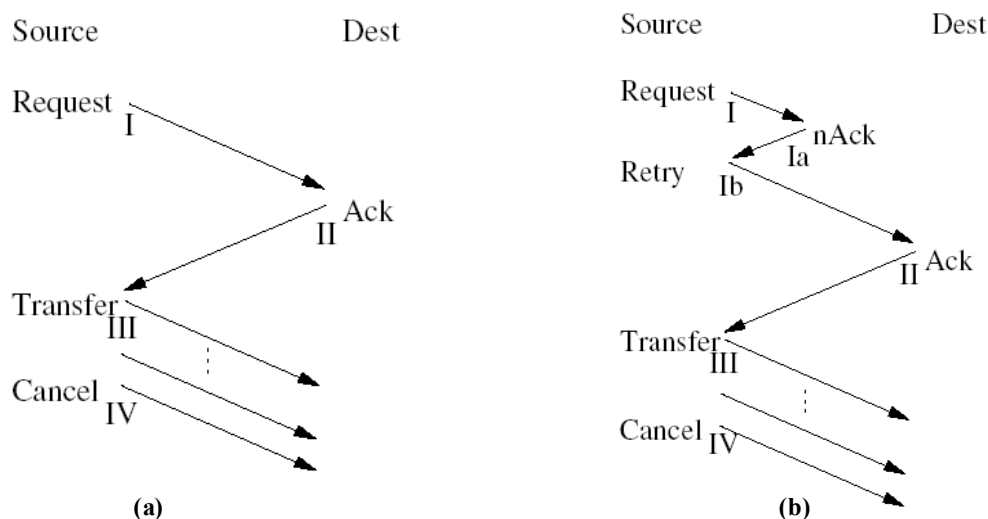 Source Dest
Request
I
Ack
II
Transfer
III
Cancel
IV
(a)
Source Dest
Request
I
nAck
Ia
Retry
Ib
Ack
II
Transfer
III
Cancel
IV
(b)